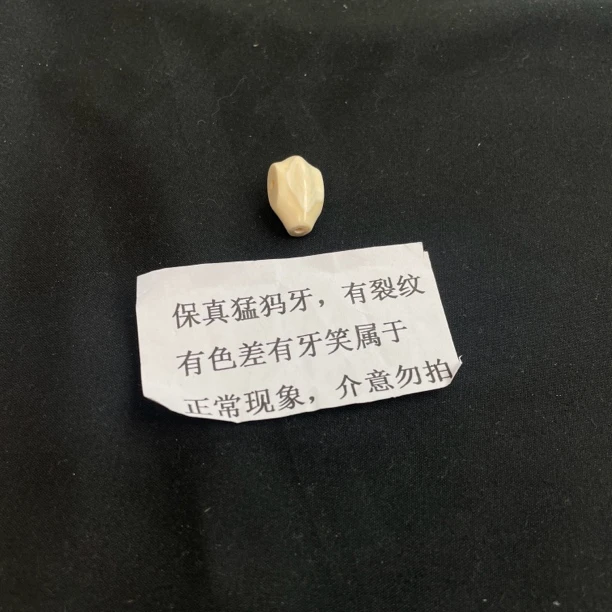 保真猛犸牙，有裂纹
有色差有牙笑属于
正常现象，介意勿拍